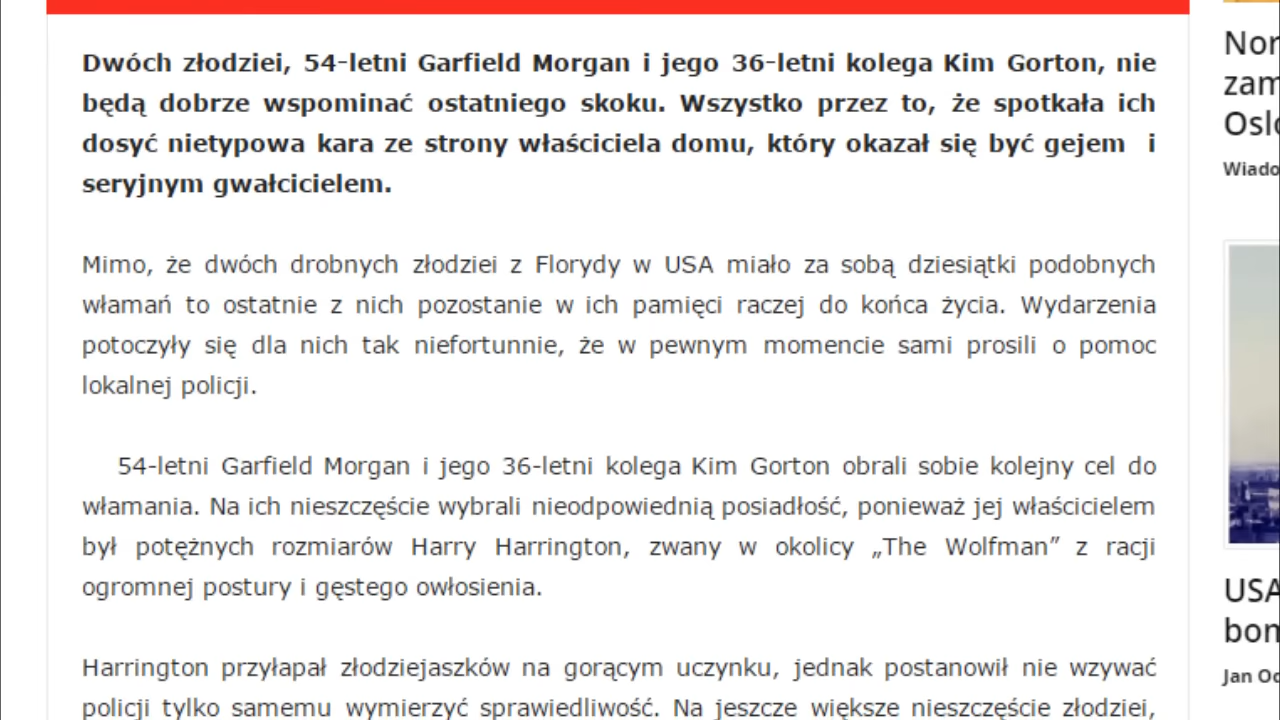 Dwóch złodziei, 54-letni Garfield Morgan i jego 36-letni kolega Kim Gorton, nie
będą dobrze wspominać ostatniego skoku. Wszystko przez to, że spotkała ich
dosyć nietypowa kara ze strony właściciela domu, który okazał się być gejem i
seryjnym gwałcicielem.
Mimo, że dwóch drobnych złodziei z Florydy w USA miało za sobą dziesiątki podobnych
włamań to ostatnie z nich pozostanie w ich pamięci raczej do końca życia. Wydarzenia
potoczyły się dla nich tak niefortunnie, że w pewnym momencie sami prosili o pomoc
lokalnej policji.
54-letni Garfield Morgan i jego 36-letni kolega Kim Gorton obrali sobie kolejny cel do
włamania. Na ich nieszczęście wybrali nieodpowiednią posiadłość, ponieważ jej właścicielem
był potężnych rozmiarów Harry Harrington, zwany w okolicy „The Wolfman” z racji
ogromnej postury i gęstego owłosienia.
Harrington przyłapał złodziejaszków na gorącym uczynku, jednak postanowił nie wzywać
policji tylko samemu wymierzyć sprawiedliwość. Na jeszcze większe nieszczęście złodziei,
Nor
zam
Oslo
Wiado
USA
bom
Jan Od